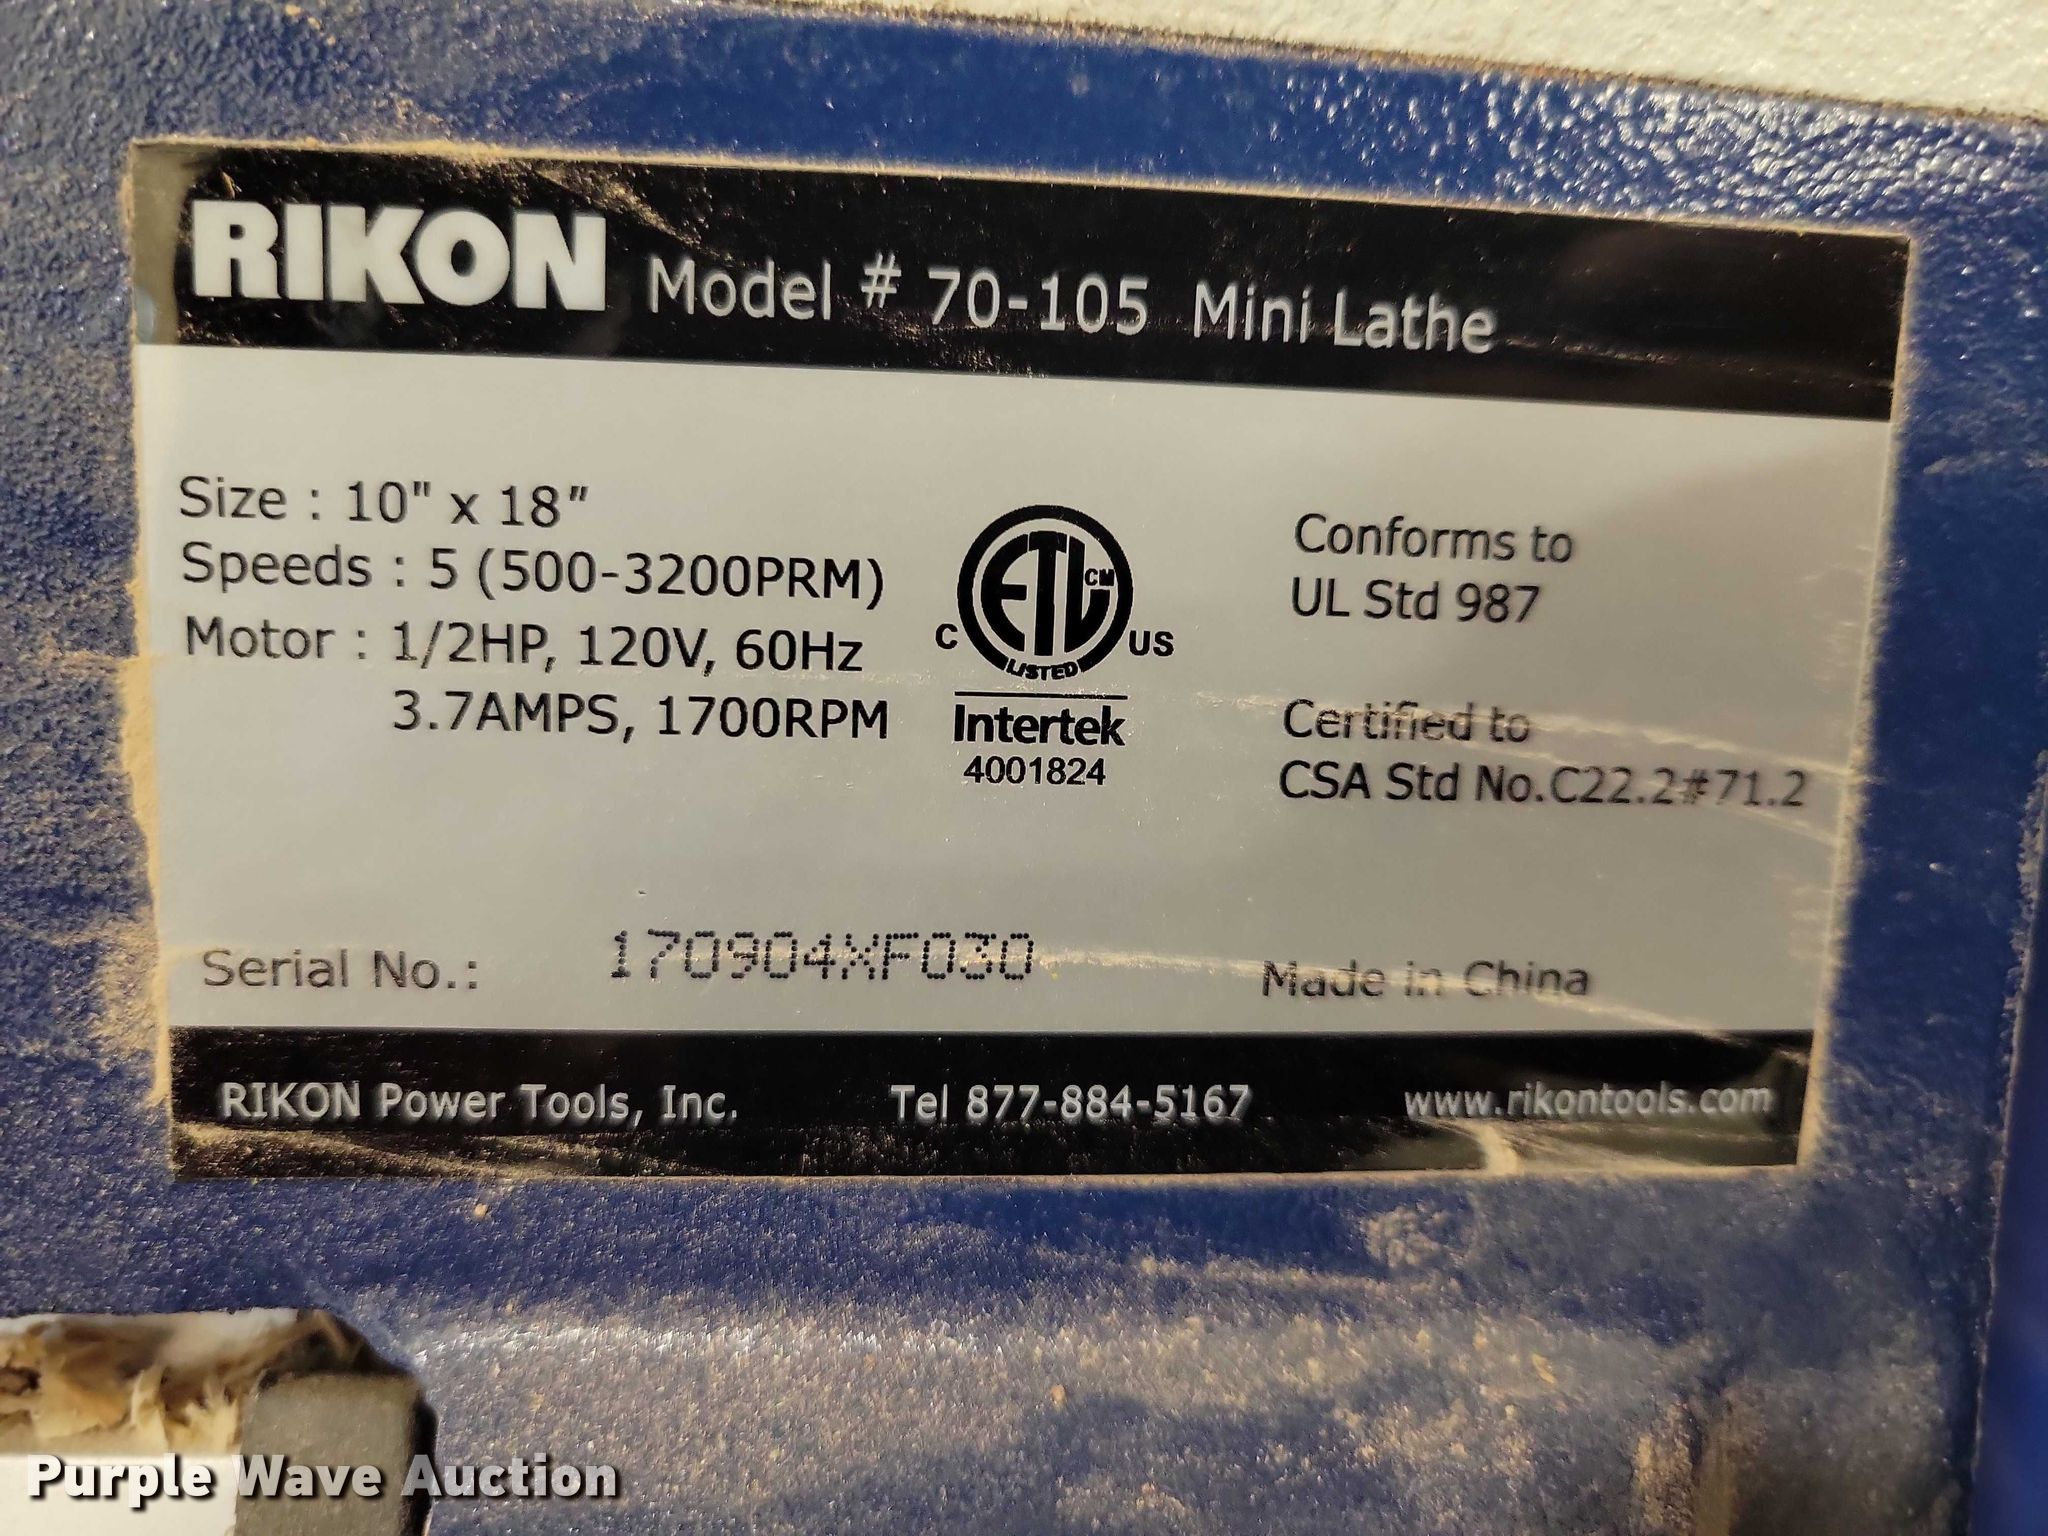 RIKON Model # 70-105 Mini Lathe
Size : 10" x 18"
Speeds : 5 (500-3200PRM)
Motor : 1/2HP, 120V, 60Hz
3.7AMPS, 1700RPM
ETL CM
C US
LISTED
Intertek
4001824
Conforms to
UL Std 987
Certified to
CSA Std No.C22.2#71.2
Serial No.: 170904XF030
Made in China
RIKON Power Tools, Inc. Tel 877-884-5167 www.rikontools.com
Purple Wave Auction